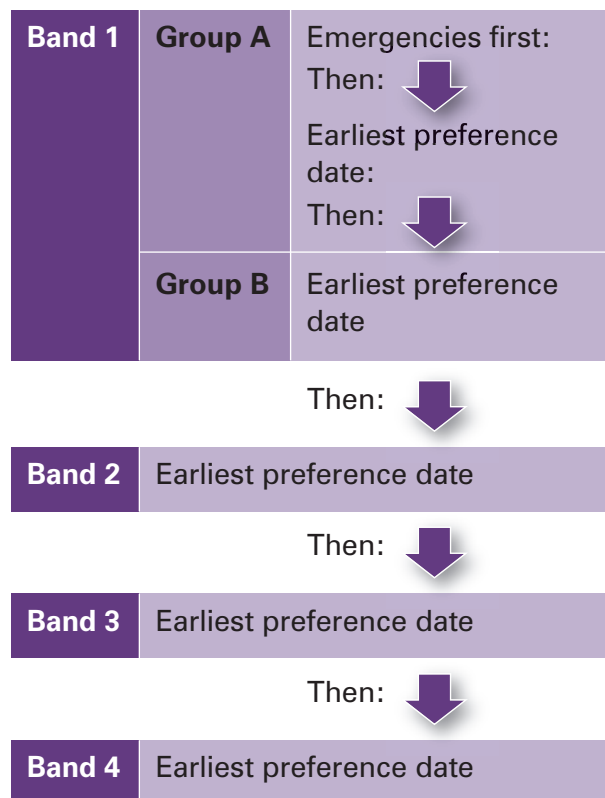 Band 1
Group A
Emergencies first:
Then:
Earliest preference
date:
Then:
Group B
Earliest preference
date
Then:
Band 2
Earliest preference date
Then:
Band 3
Earliest preference date
Then:
Band 4
Earliest preference date